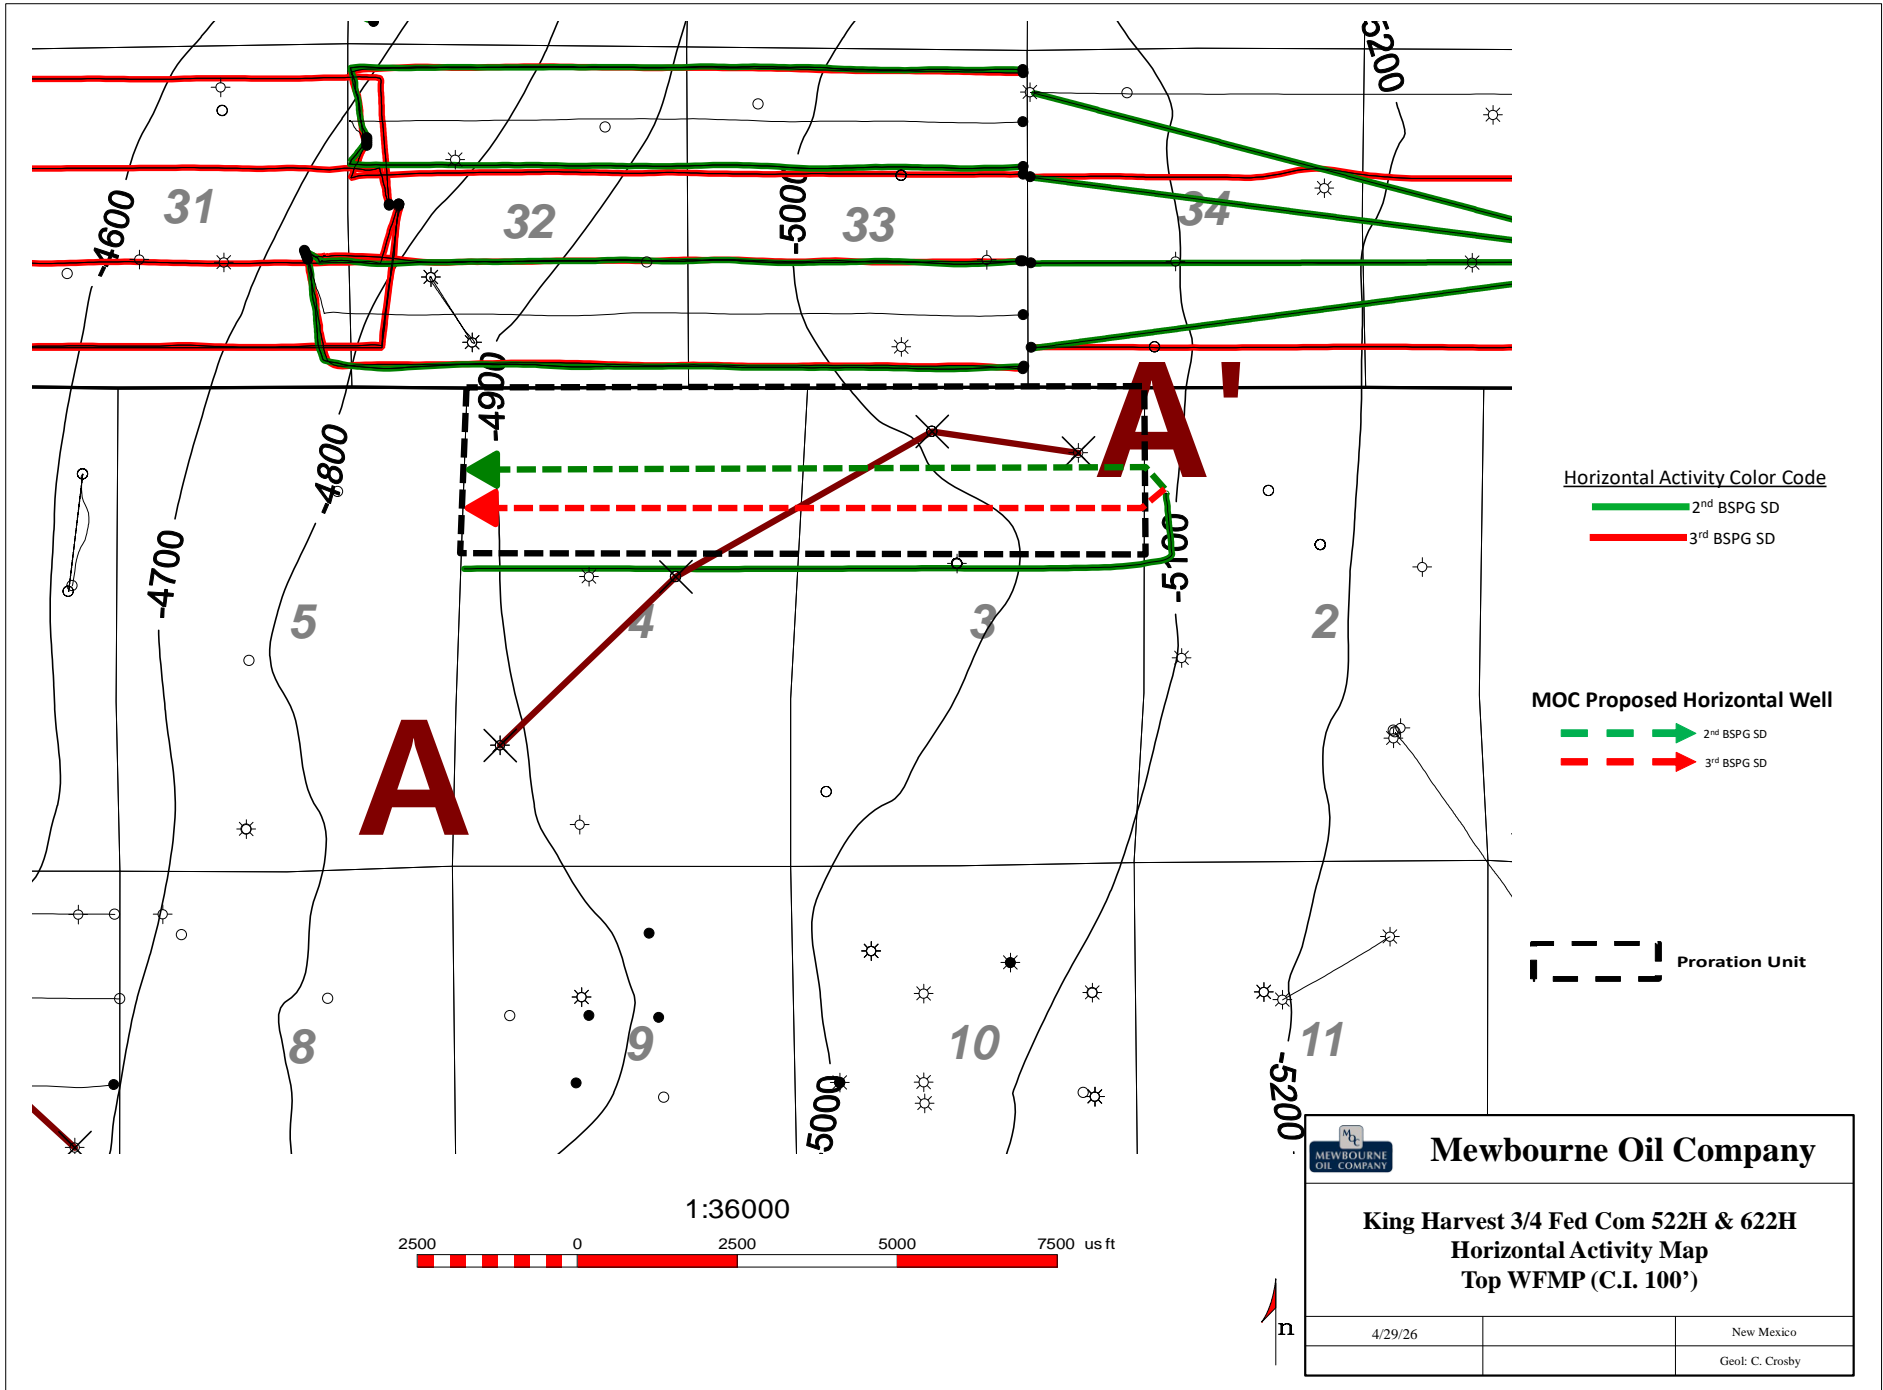 -5200
-4600
31
32
-5000
33
34
-4900
A
A'
-4800
-4700
-5100
5
4
3
2
8
9
10
11
-5000
-5200
Horizontal Activity Color Code
2nd BSPG SD
3rd BSPG SD
MOC Proposed Horizontal Well
2nd BSPG SD
3rd BSPG SD
Proration Unit
1:36000
2500 0 2500 5000 7500 us ft
n
MOC
MEWBOURNE
OIL COMPANY
Mewbourne Oil Company
King Harvest 3/4 Fed Com 522H & 622H
Horizontal Activity Map
Top WFMP (C.I. 100')
4/29/26
New Mexico
Geol: C. Crosby